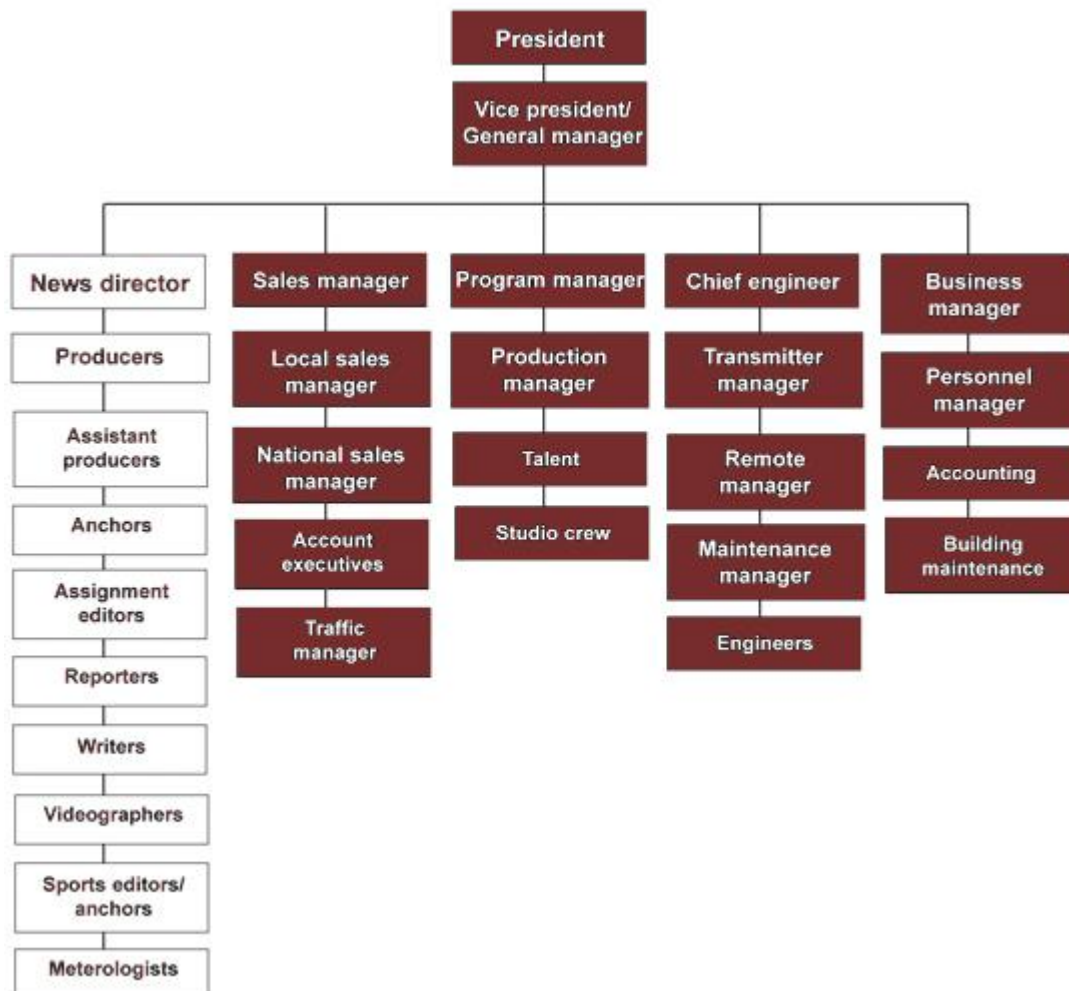 President
Vice president/
General manager
News director
Producers
Assistant
producers
Anchors
Assignment
editors
Reporters
Writers
Videographers
Sports editors/
anchors
Meterologists
Sales manager
Local sales
manager
National sales
manager
Account
executives
Traffic
manager
Program manager
Production
manager
Talent
Studio crew
Chief engineer
Transmitter
manager
Remote
manager
Maintenance
manager
Engineers
Business
manager
Personnel
manager
Accounting
Building
maintenance